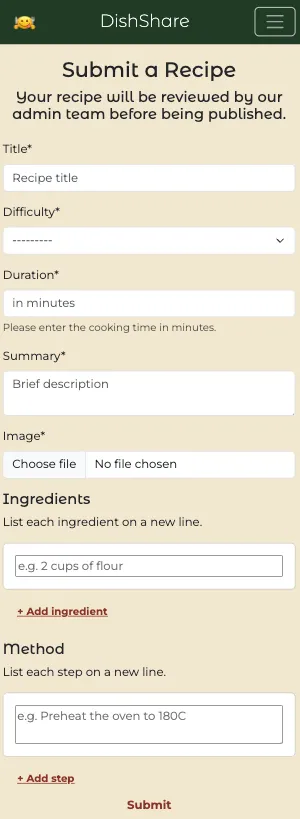 DishShare
Submit a Recipe
Your recipe will be reviewed by our
admin team before being published.
Title*
Recipe title
Difficulty*
---------
Duration*
in minutes
Please enter the cooking time in minutes.
Summary*
Brief description
Image*
Choose file No file chosen
Ingredients
List each ingredient on a new line.
e.g. 2 cups of flour
+ Add ingredient
Method
List each step on a new line.
e.g. Preheat the oven to 180C
+ Add step
Submit